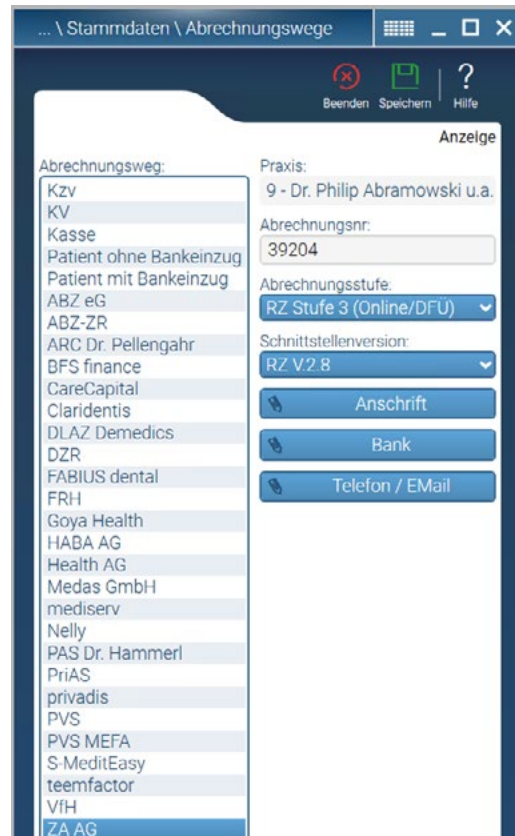 ... \ Stammdaten \ Abrechnungswege
Beenden Speichern Hilfe
Anzeige
Abrechnungsweg:
Kzv
KV
Kasse
Patient ohne Bankeinzug
Patient mit Bankeinzug
ABZ eG
ABZ-ZR
ARC Dr. Pellengahr
BFS finance
CareCapital
Claridentis
DLAZ Demedics
DZR
FABIUS dental
FRH
Goya Health
HABA AG
Health AG
Medas GmbH
mediserv
Nelly
PAS Dr. Hammerl
PriAS
privadis
PVS
PVS MEFA
S-MeditEasy
teemfactor
VfH
ZA AG
Praxis:
9 - Dr. Philip Abramowski u.a.
Abrechnungsnr:
39204
Abrechnungsstufe:
RZ Stufe 3 (Online/DFÜ)
Schnittstellenversion:
RZ V.2.8
Anschrift
Bank
Telefon / EMail